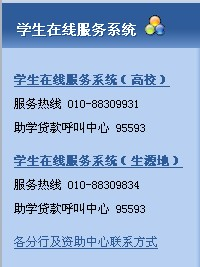 学生在线服务系统
学生在线服务系统（高校）
服务热线 010-88309931
助学贷款呼叫中心 95593
学生在线服务系统（生源地）
服务热线 010-88309834
助学贷款呼叫中心 95593
各分行及资助中心联系方式